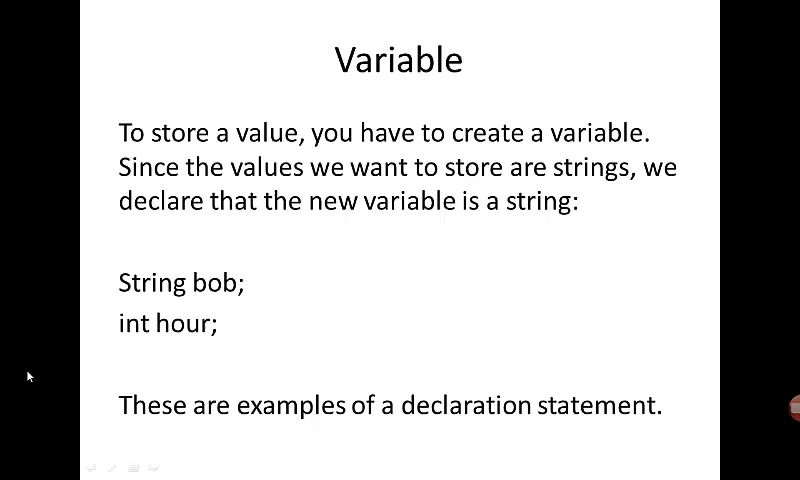 Variable
To store a value, you have to create a variable.
Since the values we want to store are strings, we
declare that the new variable is a string:
String bob;
int hour;
These are examples of a declaration statement.